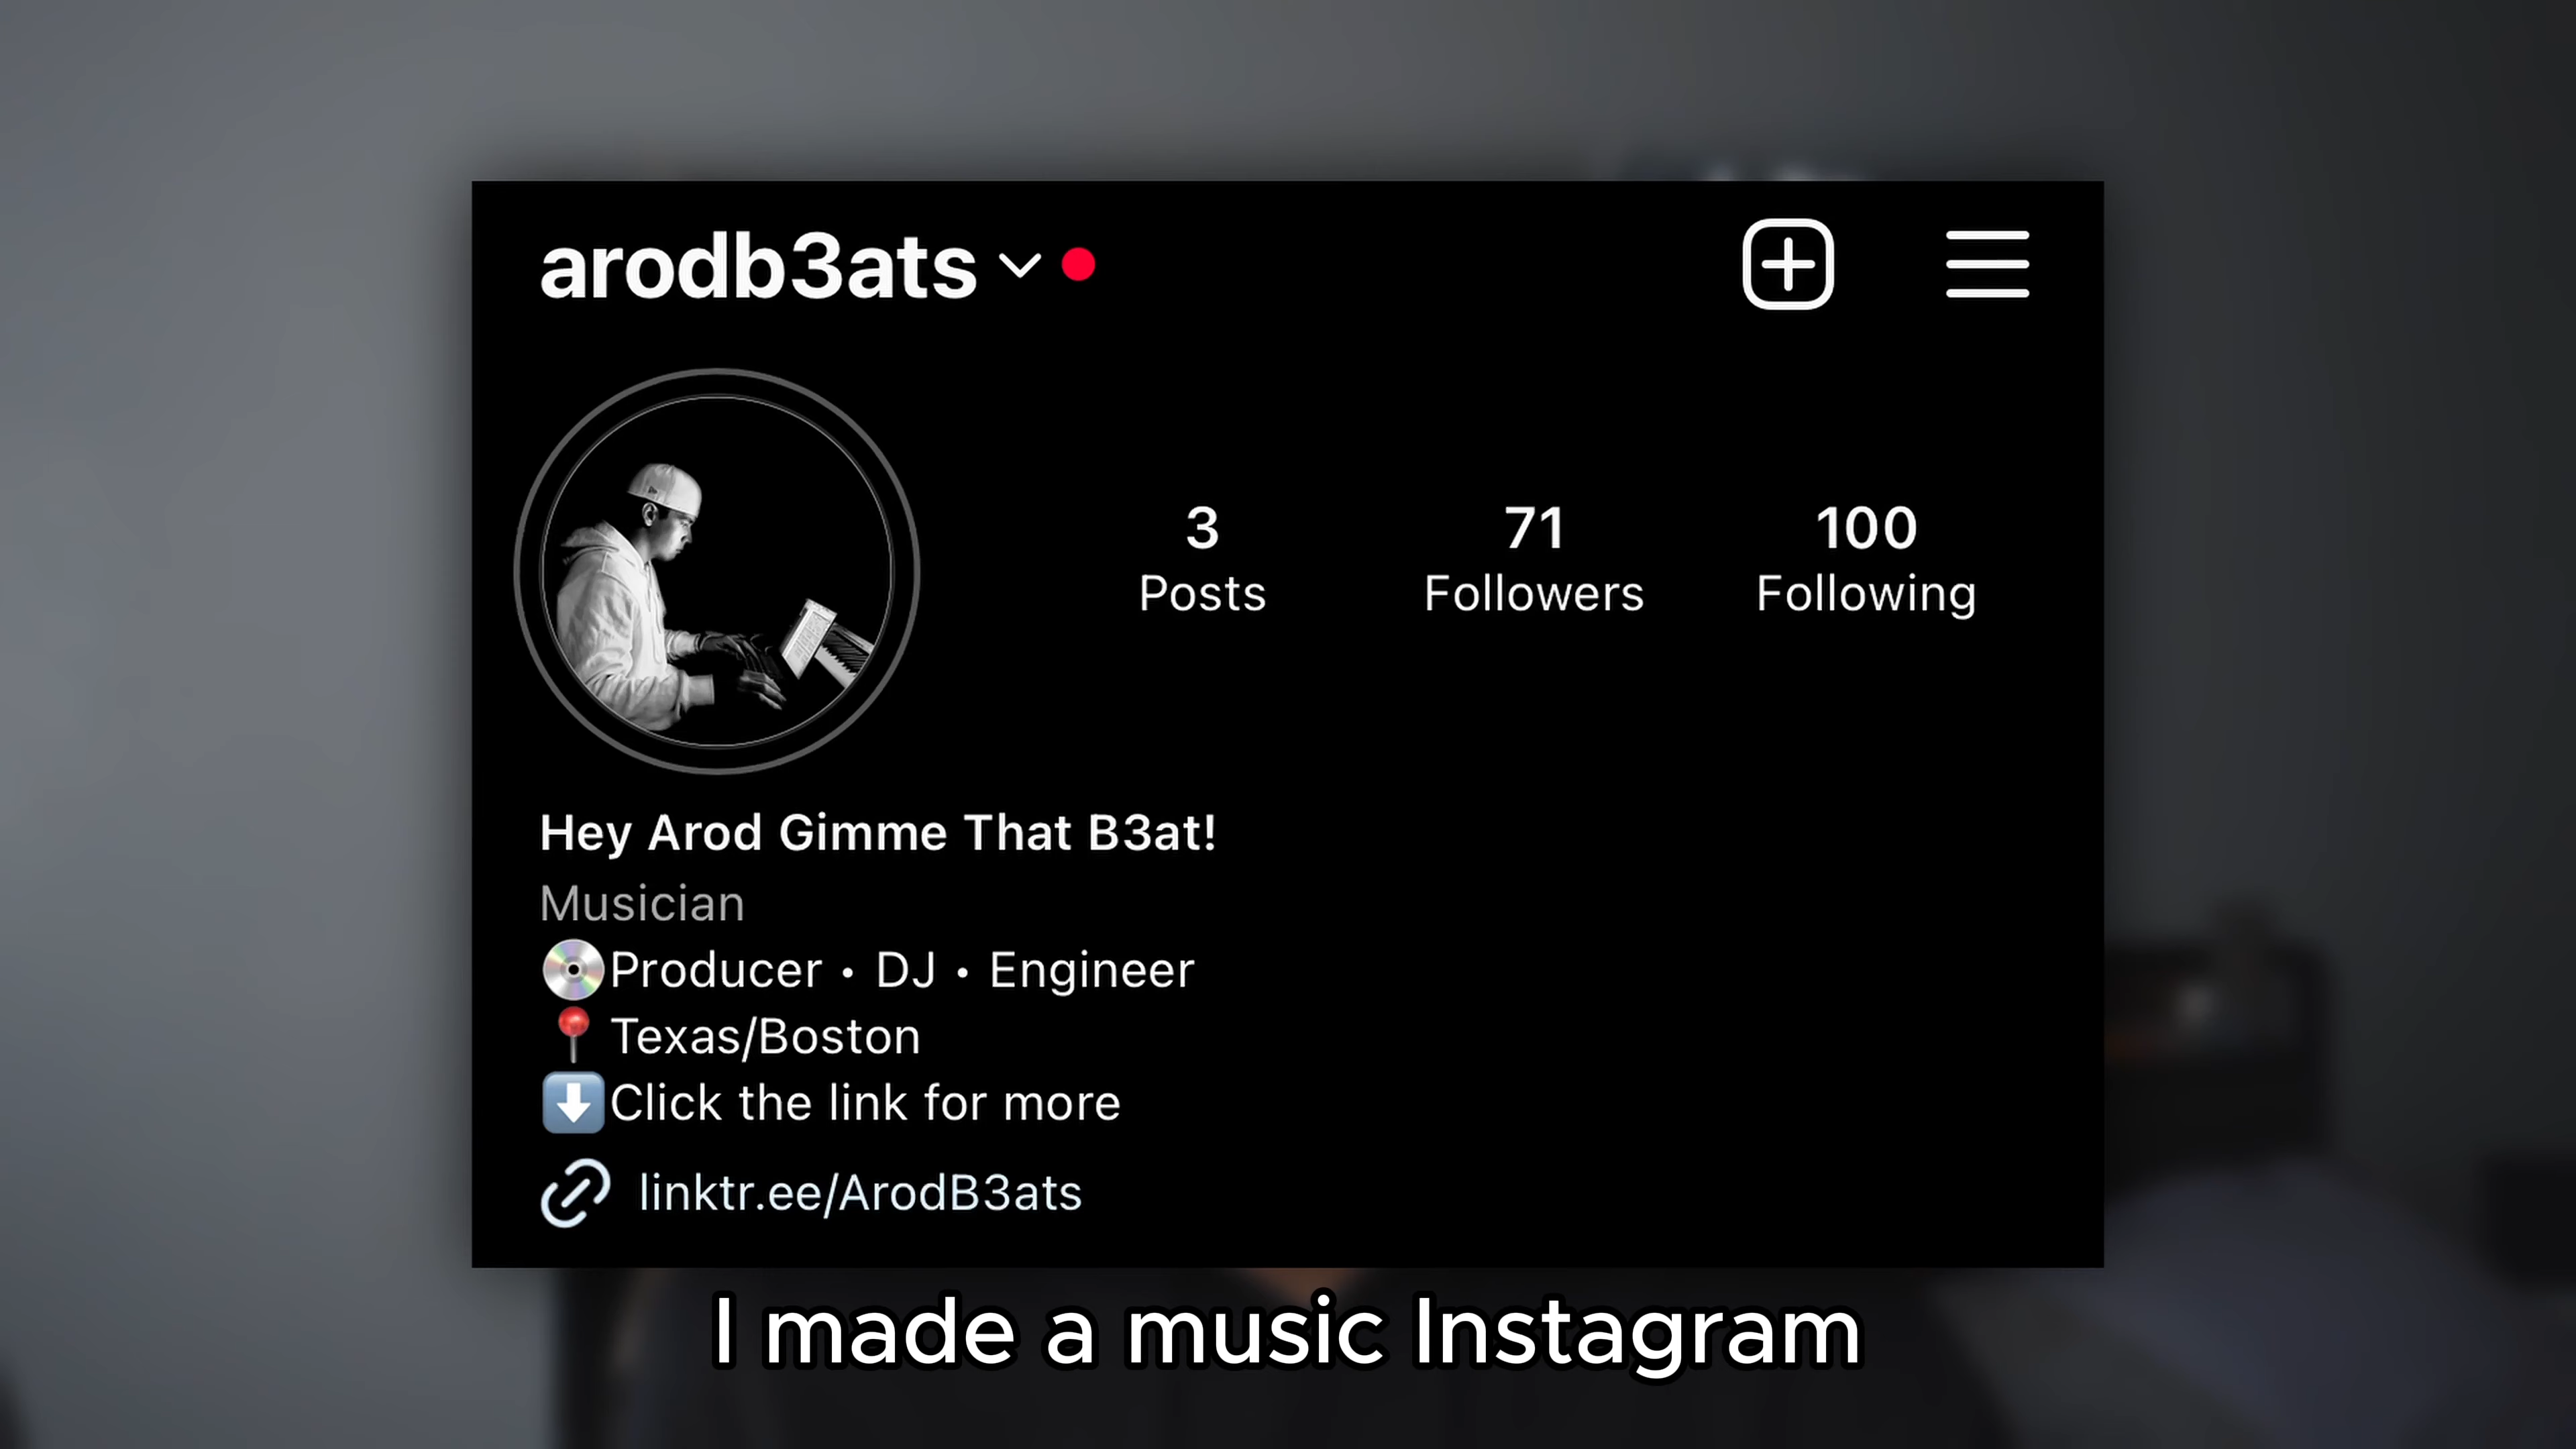 arodb3ats
3 Posts
71 Followers
100 Following
Hey Arod Gimme That B3at!
Musician
💿Producer • DJ • Engineer
📍Texas/Boston
⬇️Click the link for more
linktr.ee/ArodB3ats
I made a music Instagram